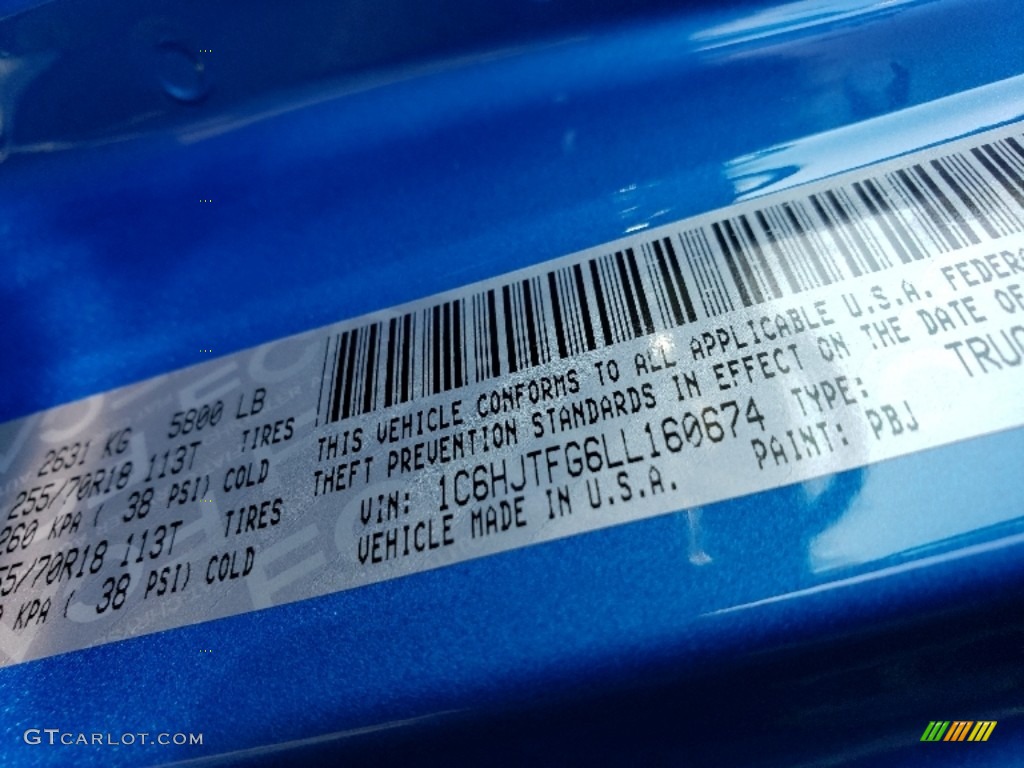 2631 KG 5800 LB
255/70R18 113T TIRES
260 KPA ( 38 PSI) COLD
55/70R18 113T TIRES
KPA ( 38 PSI) COLD
THIS VEHICLE CONFORMS TO ALL APPLICABLE U.S.A. FEDER
THEFT PREVENTION STANDARDS IN EFFECT ON THE DATE OF
VIN: 1C6HJTFG6LL160674 TYPE: TRUC
VEHICLE MADE IN U.S.A. PAINT: PBJ
GTCARLOT.COM